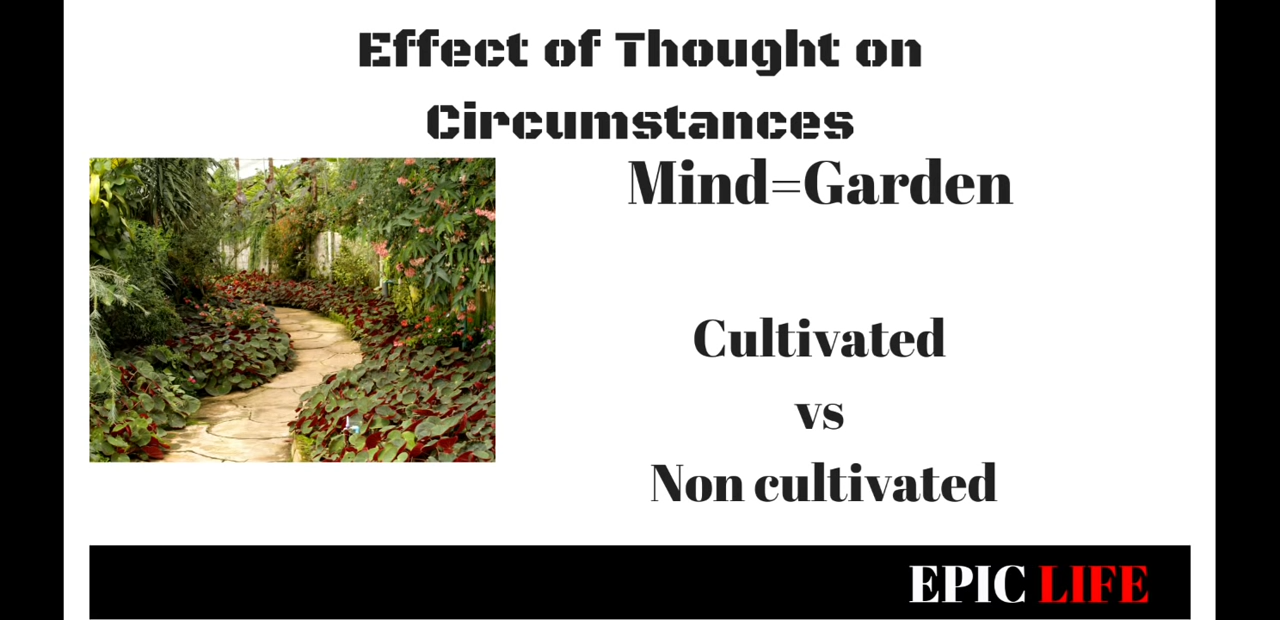 Effect of Thought on
Circumstances
Mind=Garden
Cultivated
vs
Non cultivated
EPIC LIFE